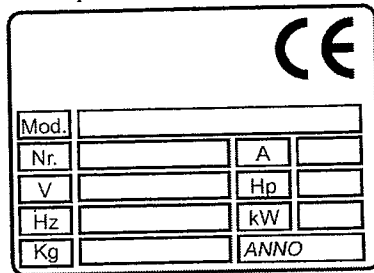 CE
Mod.
Nr. A
V Hp
Hz kW
Kg ANNO